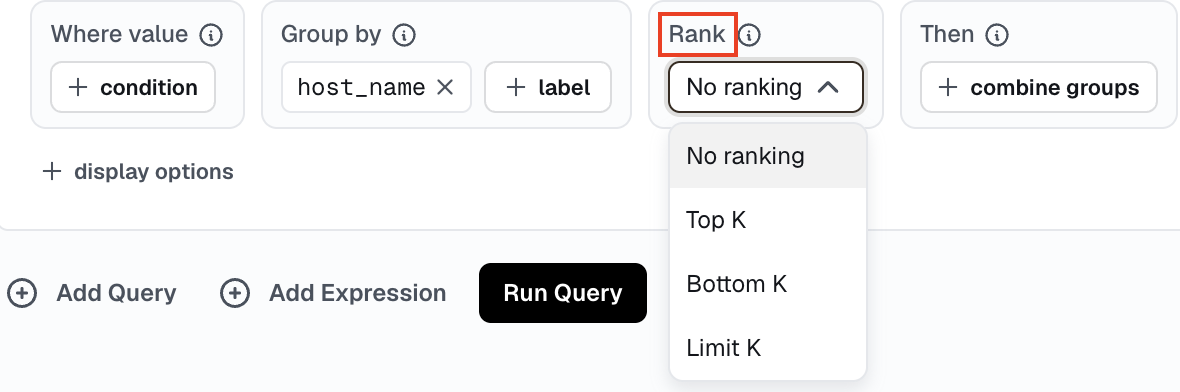 Where value
Group by
Rank
Then
+ condition
host_name ×
+ label
No ranking
+ combine groups
No ranking
+ display options
Top K
Bottom K
Add Query
Add Expression
Run Query
Limit K